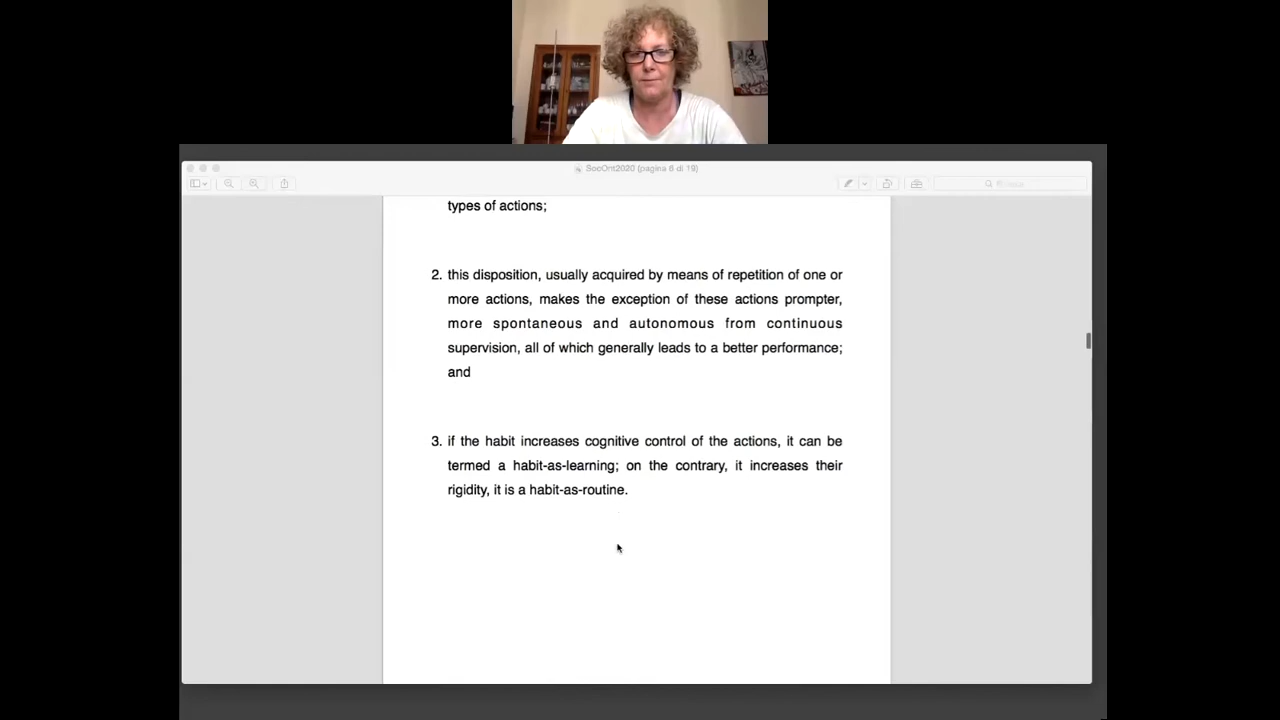 SocOnt2020 (pagina 6 di 19)
types of actions;
2. this disposition, usually acquired by means of repetition of one or
more actions, makes the exception of these actions prompter,
more spontaneous and autonomous from continuous
supervision, all of which generally leads to a better performance;
and
3. if the habit increases cognitive control of the actions, it can be
termed a habit-as-learning; on the contrary, it increases their
rigidity, it is a habit-as-routine.